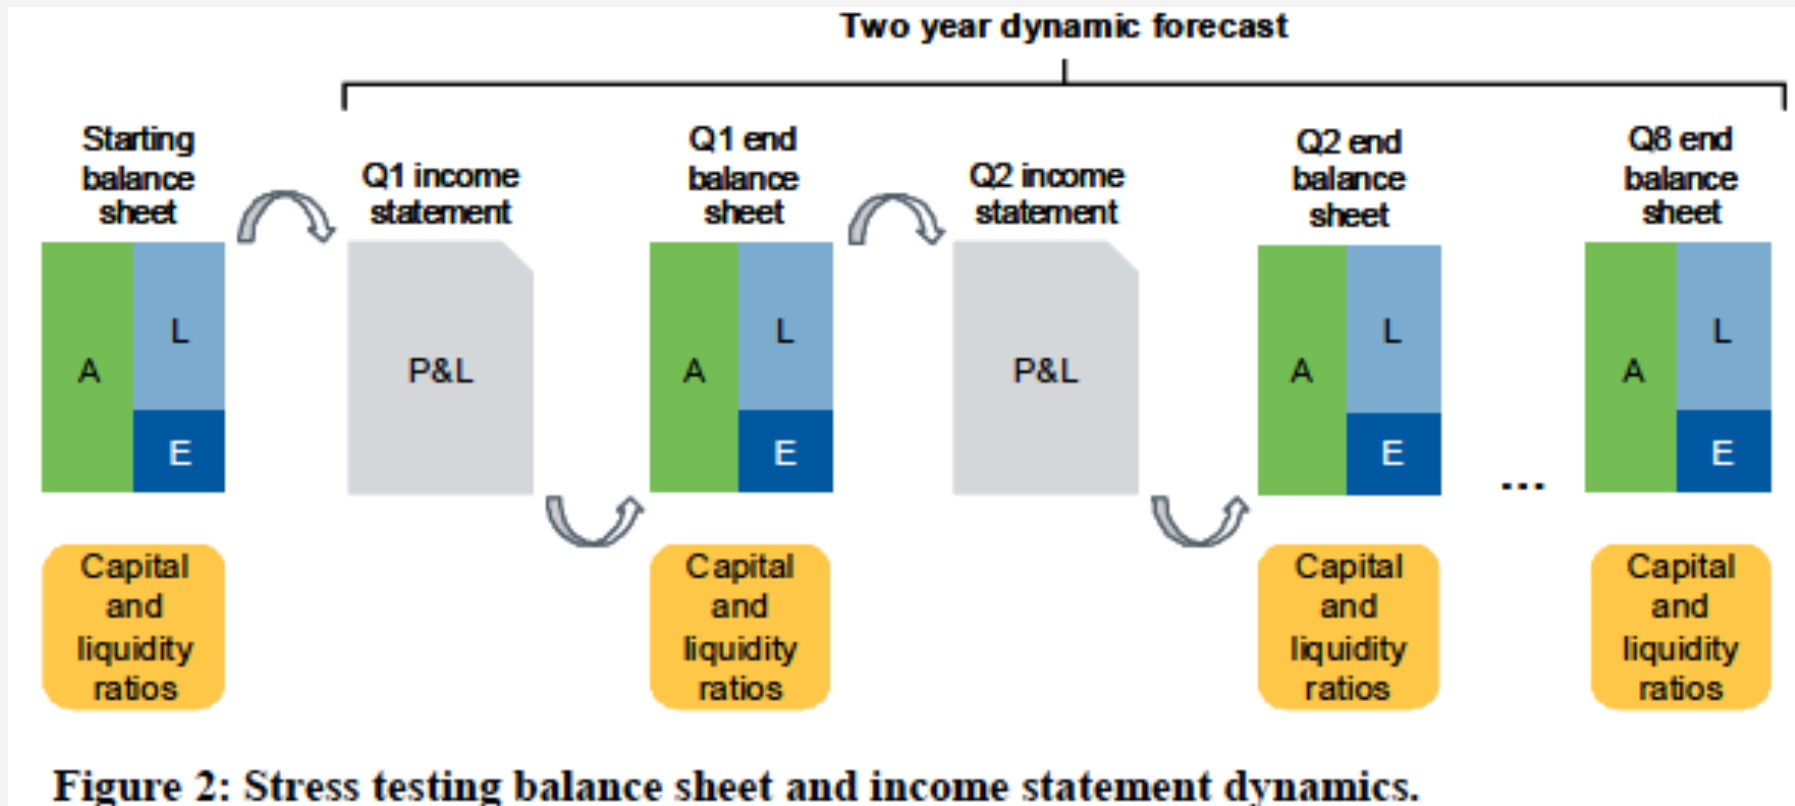 Two year dynamic forecast
Starting
balance
sheet
Q1 income
statement
Q1 end
balance
sheet
Q2 income
statement
Q2 end
balance
sheet
Q8 end
balance
sheet
A
L
E
P&L
A
L
E
P&L
A
L
E
...
A
L
E
Capital
and
liquidity
ratios
Capital
and
liquidity
ratios
Capital
and
liquidity
ratios
Capital
and
liquidity
ratios
Figure 2: Stress testing balance sheet and income statement dynamics.